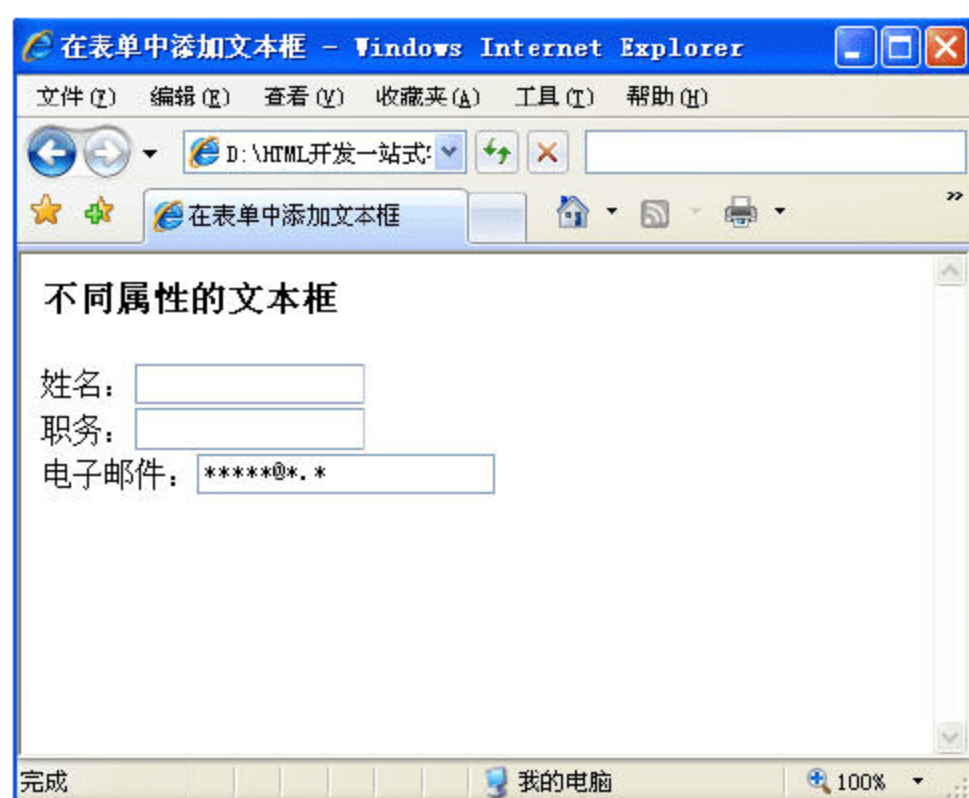 在表单中添加文本框 - Windows Internet Explorer
文件(F) 编辑(E) 查看(V) 收藏夹(A) 工具(T) 帮助(H)
D:\HTML开发一站式
在表单中添加文本框
»
不同属性的文本框
姓名：
职务：
电子邮件： *****@*.*
完成 我的电脑 100%